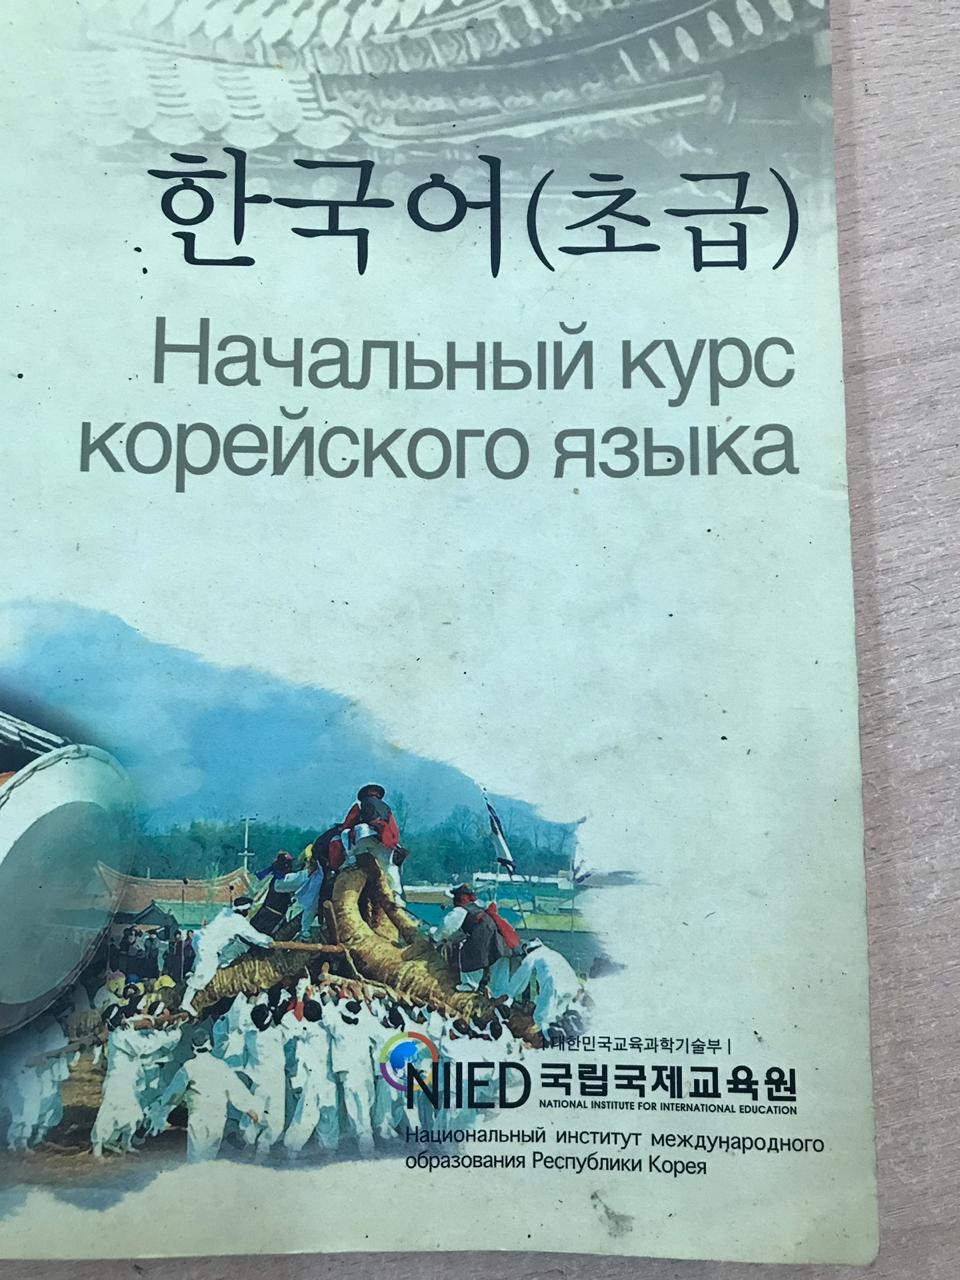 한국어(초급)
Начальный курс
корейского языка
| 대한민국교육과학기술부 |
NIIED 국립국제교육원
NATIONAL INSTITUTE FOR INTERNATIONAL EDUCATION
Национальный институт международного
образования Республики Корея